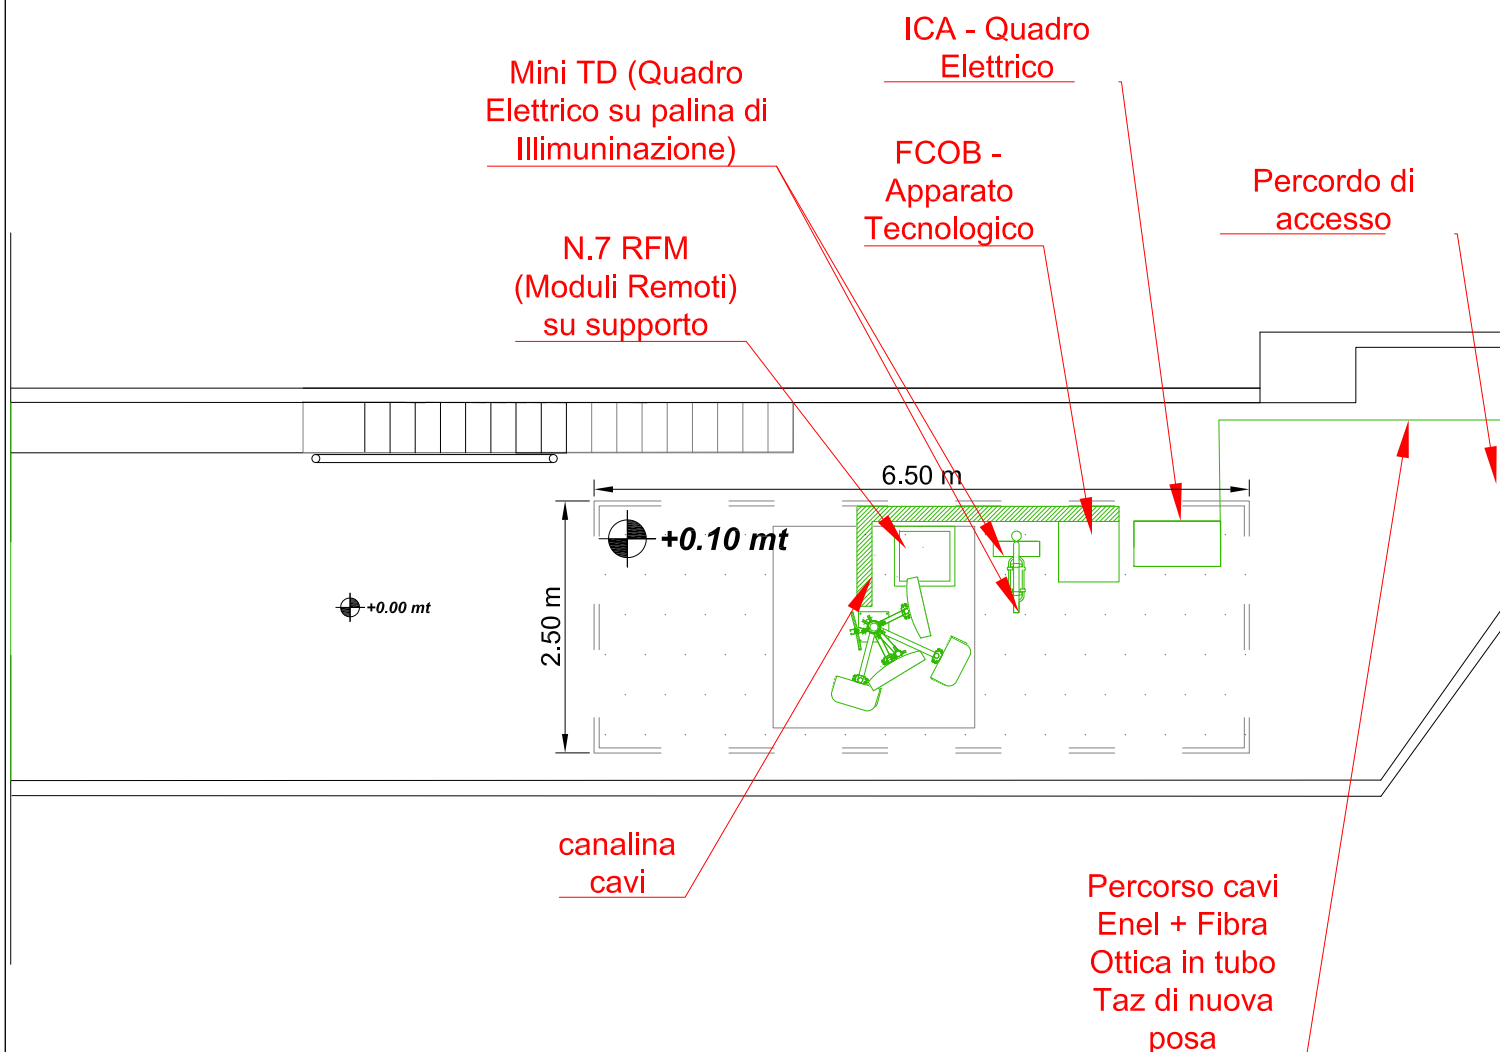 ICA - Quadro
Elettrico
Mini TD (Quadro
Elettrico su palina di
Illimuninazione)
FCOB -
Apparato
Tecnologico
Percordo di
accesso
N.7 RFM
(Moduli Remoti)
su supporto
6.50 m
+0.10 mt
+0.00 mt
2.50 m
canalina
cavi
Percorso cavi
Enel + Fibra
Ottica in tubo
Taz di nuova
posa